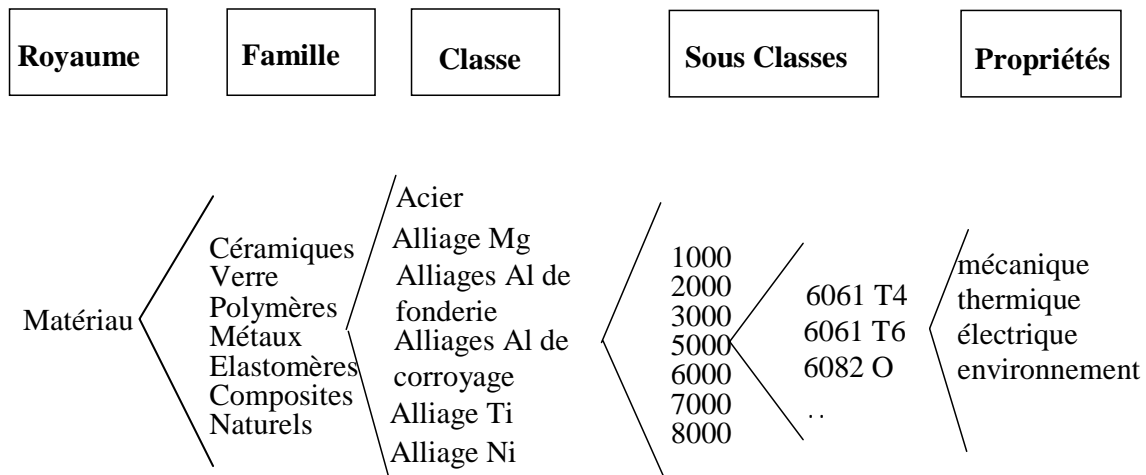 Royaume
Famille
Classe
Sous Classes
Propriétés
Matériau
Céramiques
Verre
Polymères
Métaux
Elastomères
Composites
Naturels
Acier
Alliage Mg
Alliages Al de
fonderie
Alliages Al de
corroyage
Alliage Ti
Alliage Ni
1000
2000
3000
5000
6000
7000
8000
6061 T4
6061 T6
6082 O
..
mécanique
thermique
électrique
environnement